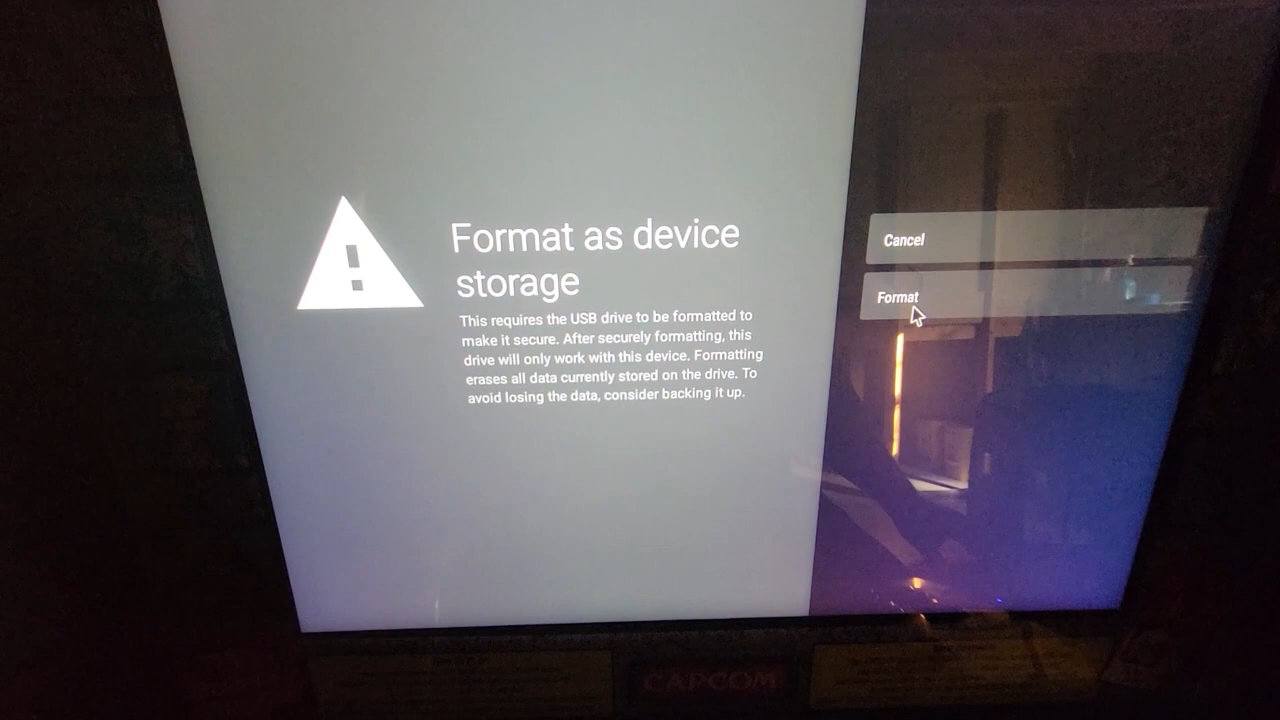 Format as device
storage
This requires the USB drive to be formatted to
make it secure. After securely formatting, this
drive will only work with this device. Formatting
erases all data currently stored on the drive. To
avoid losing the data, consider backing it up.
Cancel
Format
CAPCOM